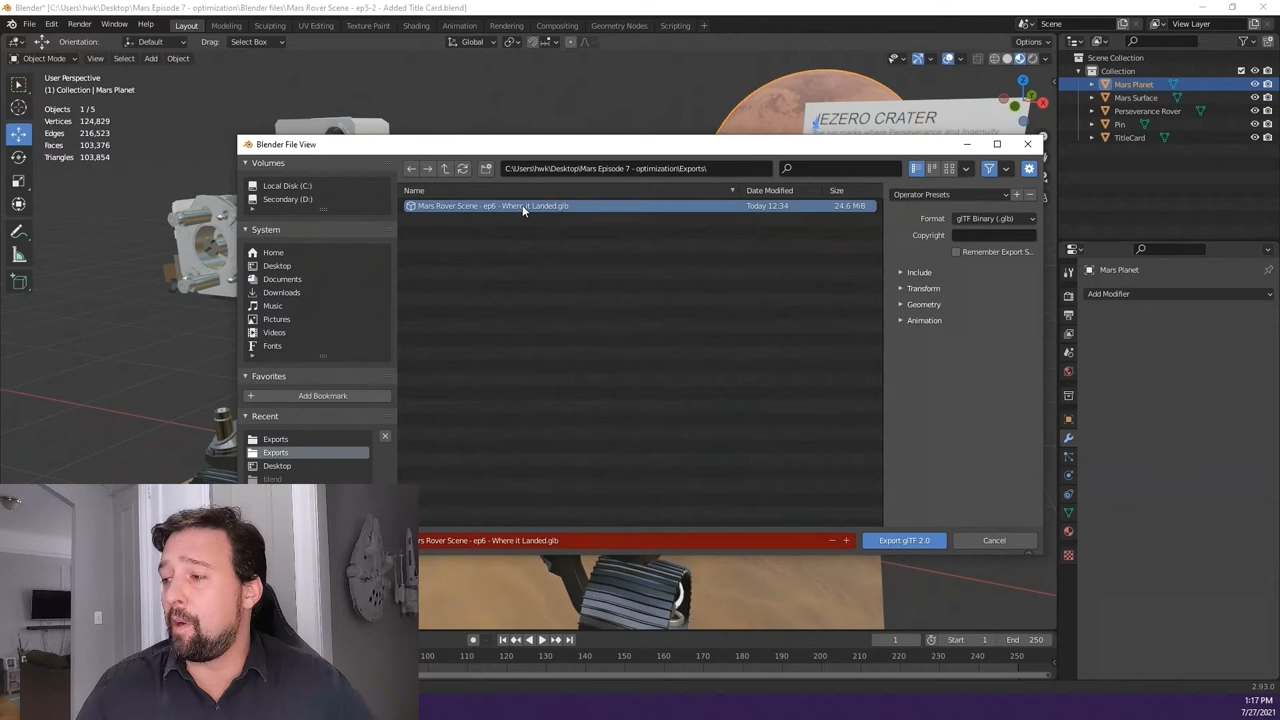 Blender* [C:\Users\hwk\Desktop\Mars Episode 7 - optimization\Blender files\Mars Rover Scene - ep5-2 - Added Title Card.blend]
File Edit Render Window Help Layout Modeling Sculpting UV Editing Texture Paint Shading Animation Rendering Compositing Geometry Nodes Scripting Scene View Layer
Orientation: Default Drag: Select Box Global Options
Object Mode View Select Add Object
User Perspective
(1) Collection | Mars Planet
Objects 1/5
Vertices 124,829
Edges 216,523
Faces 103,376
Triangles 103,854
JEZERO CRATER
Z
Y
X
Scene Collection
Collection
Mars Planet
Mars Surface
Perseverance Rover
Pin
TitleCard
Mars Planet
Add Modifier
Blender File View
Volumes
Local Disk (C:)
Secondary (D:)
System
Home
Desktop
Documents
Downloads
Music
Pictures
Videos
Fonts
Favorites
Add Bookmark
Recent
Exports
Exports
Desktop
blend
C:\Users\hwk\Desktop\Mars Episode 7 - optimization\Exports\
Name Date Modified Size
Mars Rover Scene - ep6 - Where it Landed.glb Today 12:34 24.6 MiB
Operator Presets
Format glTF Binary (.glb)
Copyright
Remember Export S...
Include
Transform
Geometry
Animation
rs Rover Scene - ep6 - Where it Landed.glb Export glTF 2.0 Cancel
1 Start 1 End 250
110 120 130 140 150 160 170 180 190 200 210 220 230 240 250
2.93.0
1:17 PM
7/27/2021